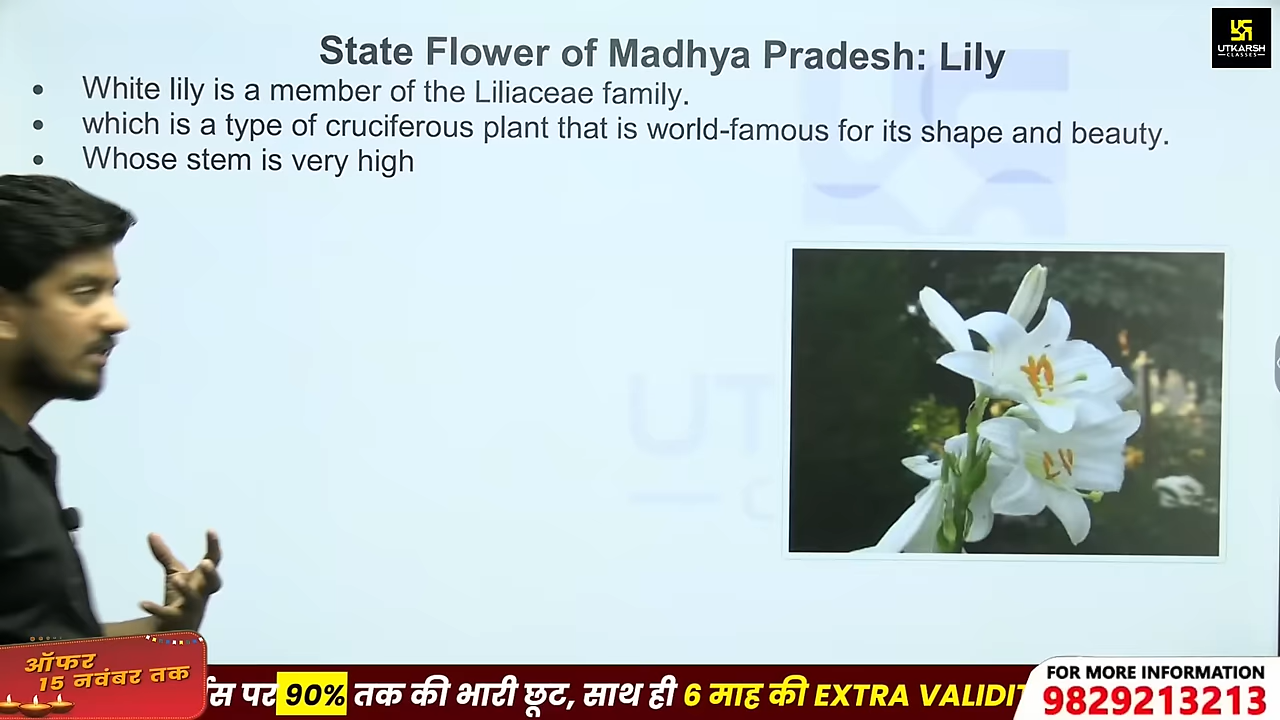 UTKARSH
CLASSES
State Flower of Madhya Pradesh: Lily
• White lily is a member of the Liliaceae family.
• which is a type of cruciferous plant that is world-famous for its shape and beauty.
• Whose stem is very high
ऑफर
15 नवंबर तक
पर 90% तक की भारी छूट, साथ ही 6 माह की EXTRA
FOR MORE INFORMATION
9829213213